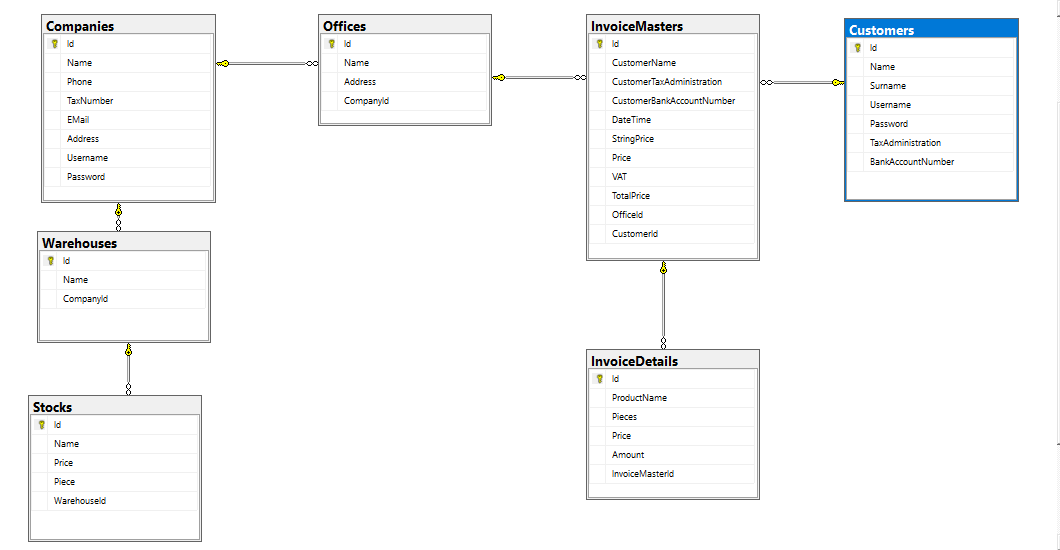 Companies
Id
Name
Phone
TaxNumber
EMail
Address
Username
Password
Offices
Id
Name
Address
CompanyId
InvoiceMasters
Id
CustomerName
CustomerTaxAdministration
CustomerBankAccountNumber
DateTime
StringPrice
Price
VAT
TotalPrice
OfficeId
CustomerId
Customers
Id
Name
Surname
Username
Password
TaxAdministration
BankAccountNumber
Warehouses
Id
Name
CompanyId
Stocks
Id
Name
Price
Piece
WarehouseId
InvoiceDetails
Id
ProductName
Pieces
Price
Amount
InvoiceMasterId